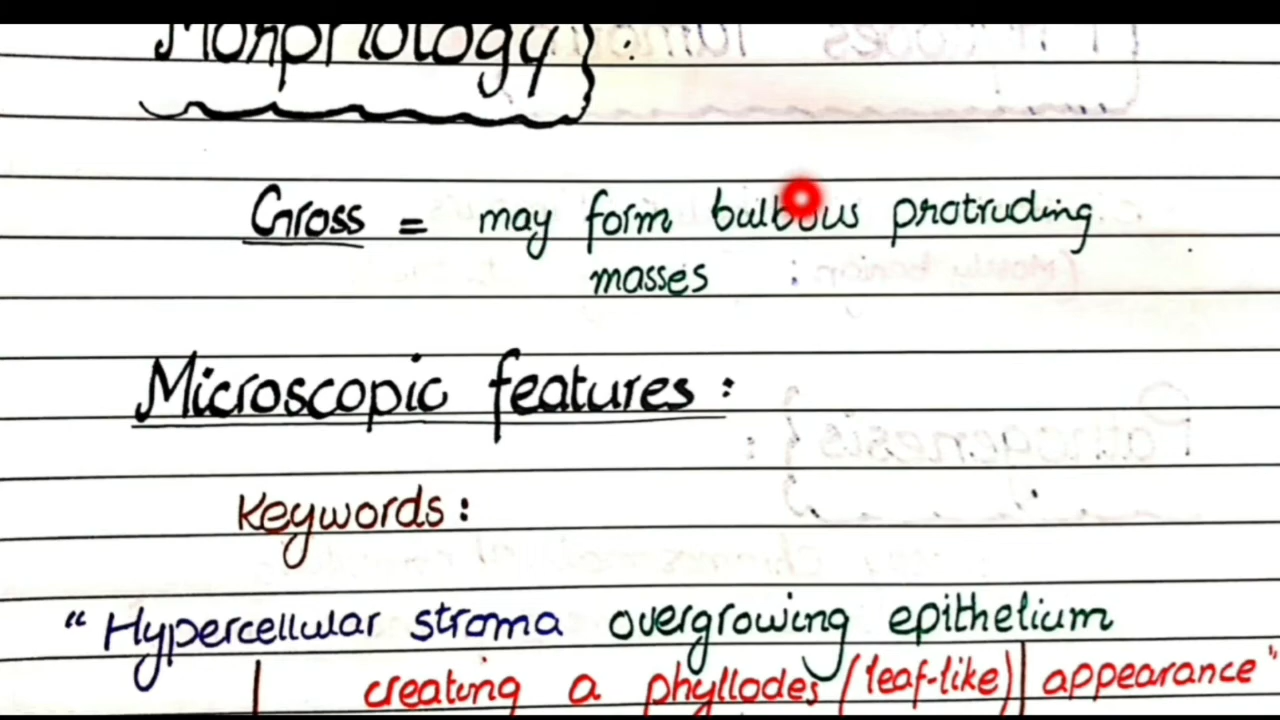 Morphology} :
Gross = may form bulbous protruding
masses
Microscopic features :
Keywords :
"Hypercellular stroma overgrowing epithelium
creating a phyllodes (leaf-like) appearance"